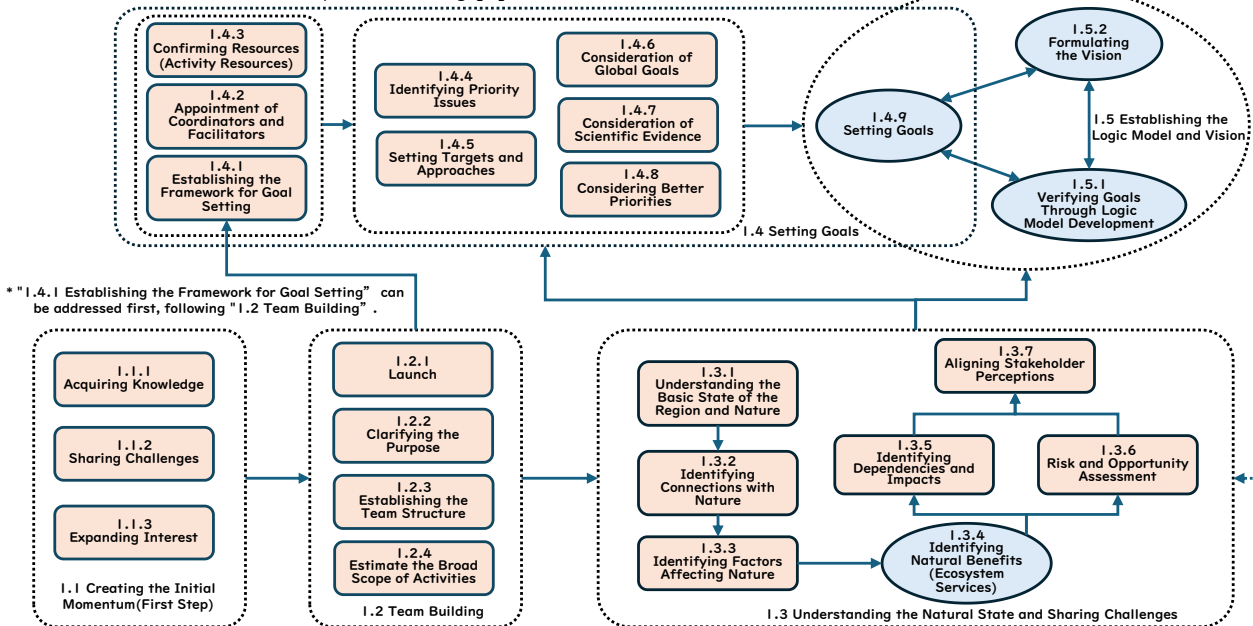 1.4.3
Confirming Resources
(Activity Resources)
1.4.2
Appointment of
Coordinators and
Facilitators
1.4.1
Establishing the
Framework for Goal
Setting
1.4.4
Identifying Priority
Issues
1.4.5
Setting Targets and
Approaches
1.4.6
Consideration of
Global Goals
1.4.7
Consideration of
Scientific Evidence
1.4.8
Considering Better
Priorities
1.4 Setting Goals
1.4.9
Setting Goals
1.5.2
Formulating
the Vision
1.5 Establishing the
Logic Model and Vision
1.5.1
Verifying Goals
Through Logic
Model Development
* "1.4.1 Establishing the Framework for Goal Setting” can
be addressed first, following "1.2 Team Building” .
1.1.1
Acquiring Knowledge
1.1.2
Sharing Challenges
1.1.3
Expanding Interest
1.1 Creating the Initial
Momentum(First Step)
1.2.1
Launch
1.2.2
Clarifying the
Purpose
1.2.3
Establishing the
Team Structure
1.2.4
Estimate the Broad
Scope of Activities
1.2 Team Building
1.3.1
Understanding the
Basic State of the
Region and Nature
1.3.2
Identifying
Connections with
Nature
1.3.3
Identifying Factors
Affecting Nature
1.3.4
Identifying
Natural Benefits
(Ecosystem
Services)
1.3.5
Identifying
Dependencies and
Impacts
1.3.6
Risk and Opportunity
Assessment
1.3.7
Aligning Stakeholder
Perceptions
1.3 Understanding the Natural State and Sharing Challenges